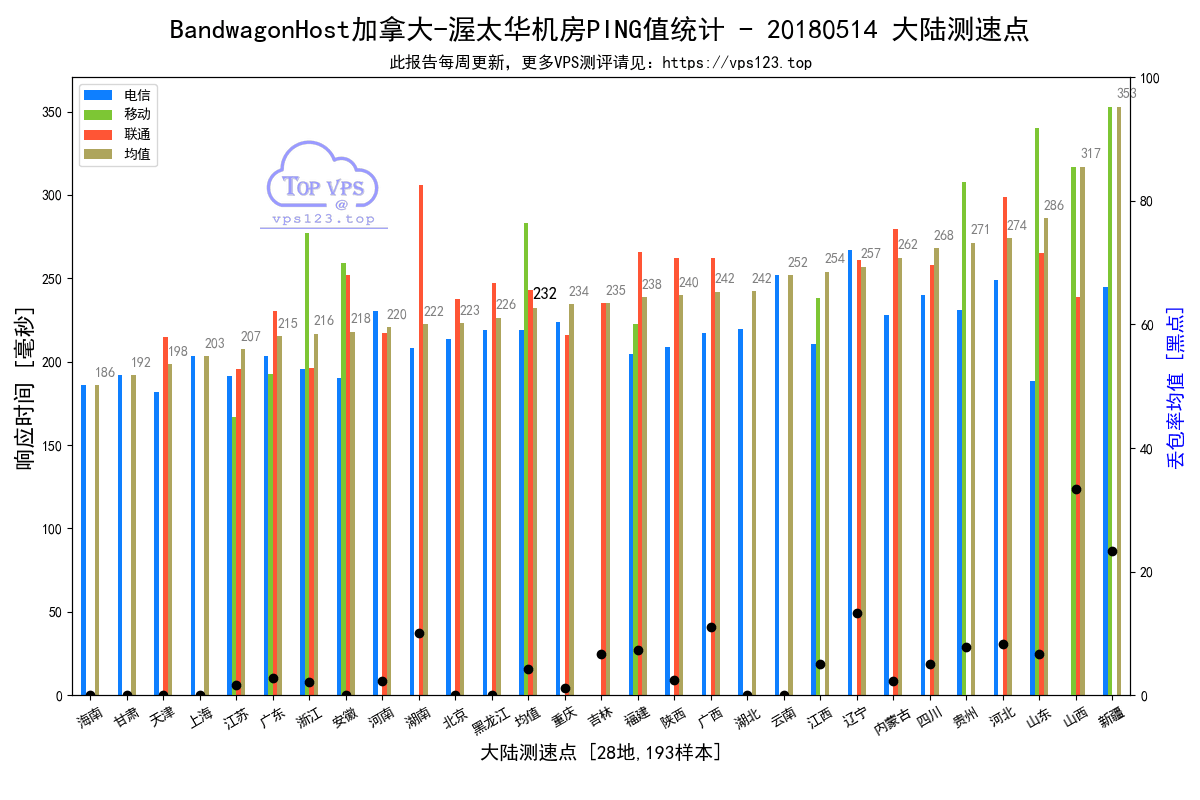 BandwagonHost加拿大-渥太华机房PING值统计 - 20180514 大陆测速点
此报告每周更新，更多VPS测评请见：https://vps123.top
电信
移动
联通
均值
TOP VPS
@
vps123.top
响应时间 [毫秒]
350
300
250
200
150
100
50
0
100
80
60
40
20
0
丢包率均值 [黑点]
186
192
198
203
207
215
216
218
220
222
223
226
232
234
235
238
240
242
242
252
254
257
262
268
271
274
286
317
353
海南
甘肃
天津
上海
江苏
广东
浙江
安徽
河南
湖南
北京
黑龙江
均值
重庆
吉林
福建
陕西
广西
湖北
云南
江西
辽宁
内蒙古
四川
贵州
河北
山东
山西
新疆
大陆测速点 [28地,193样本]